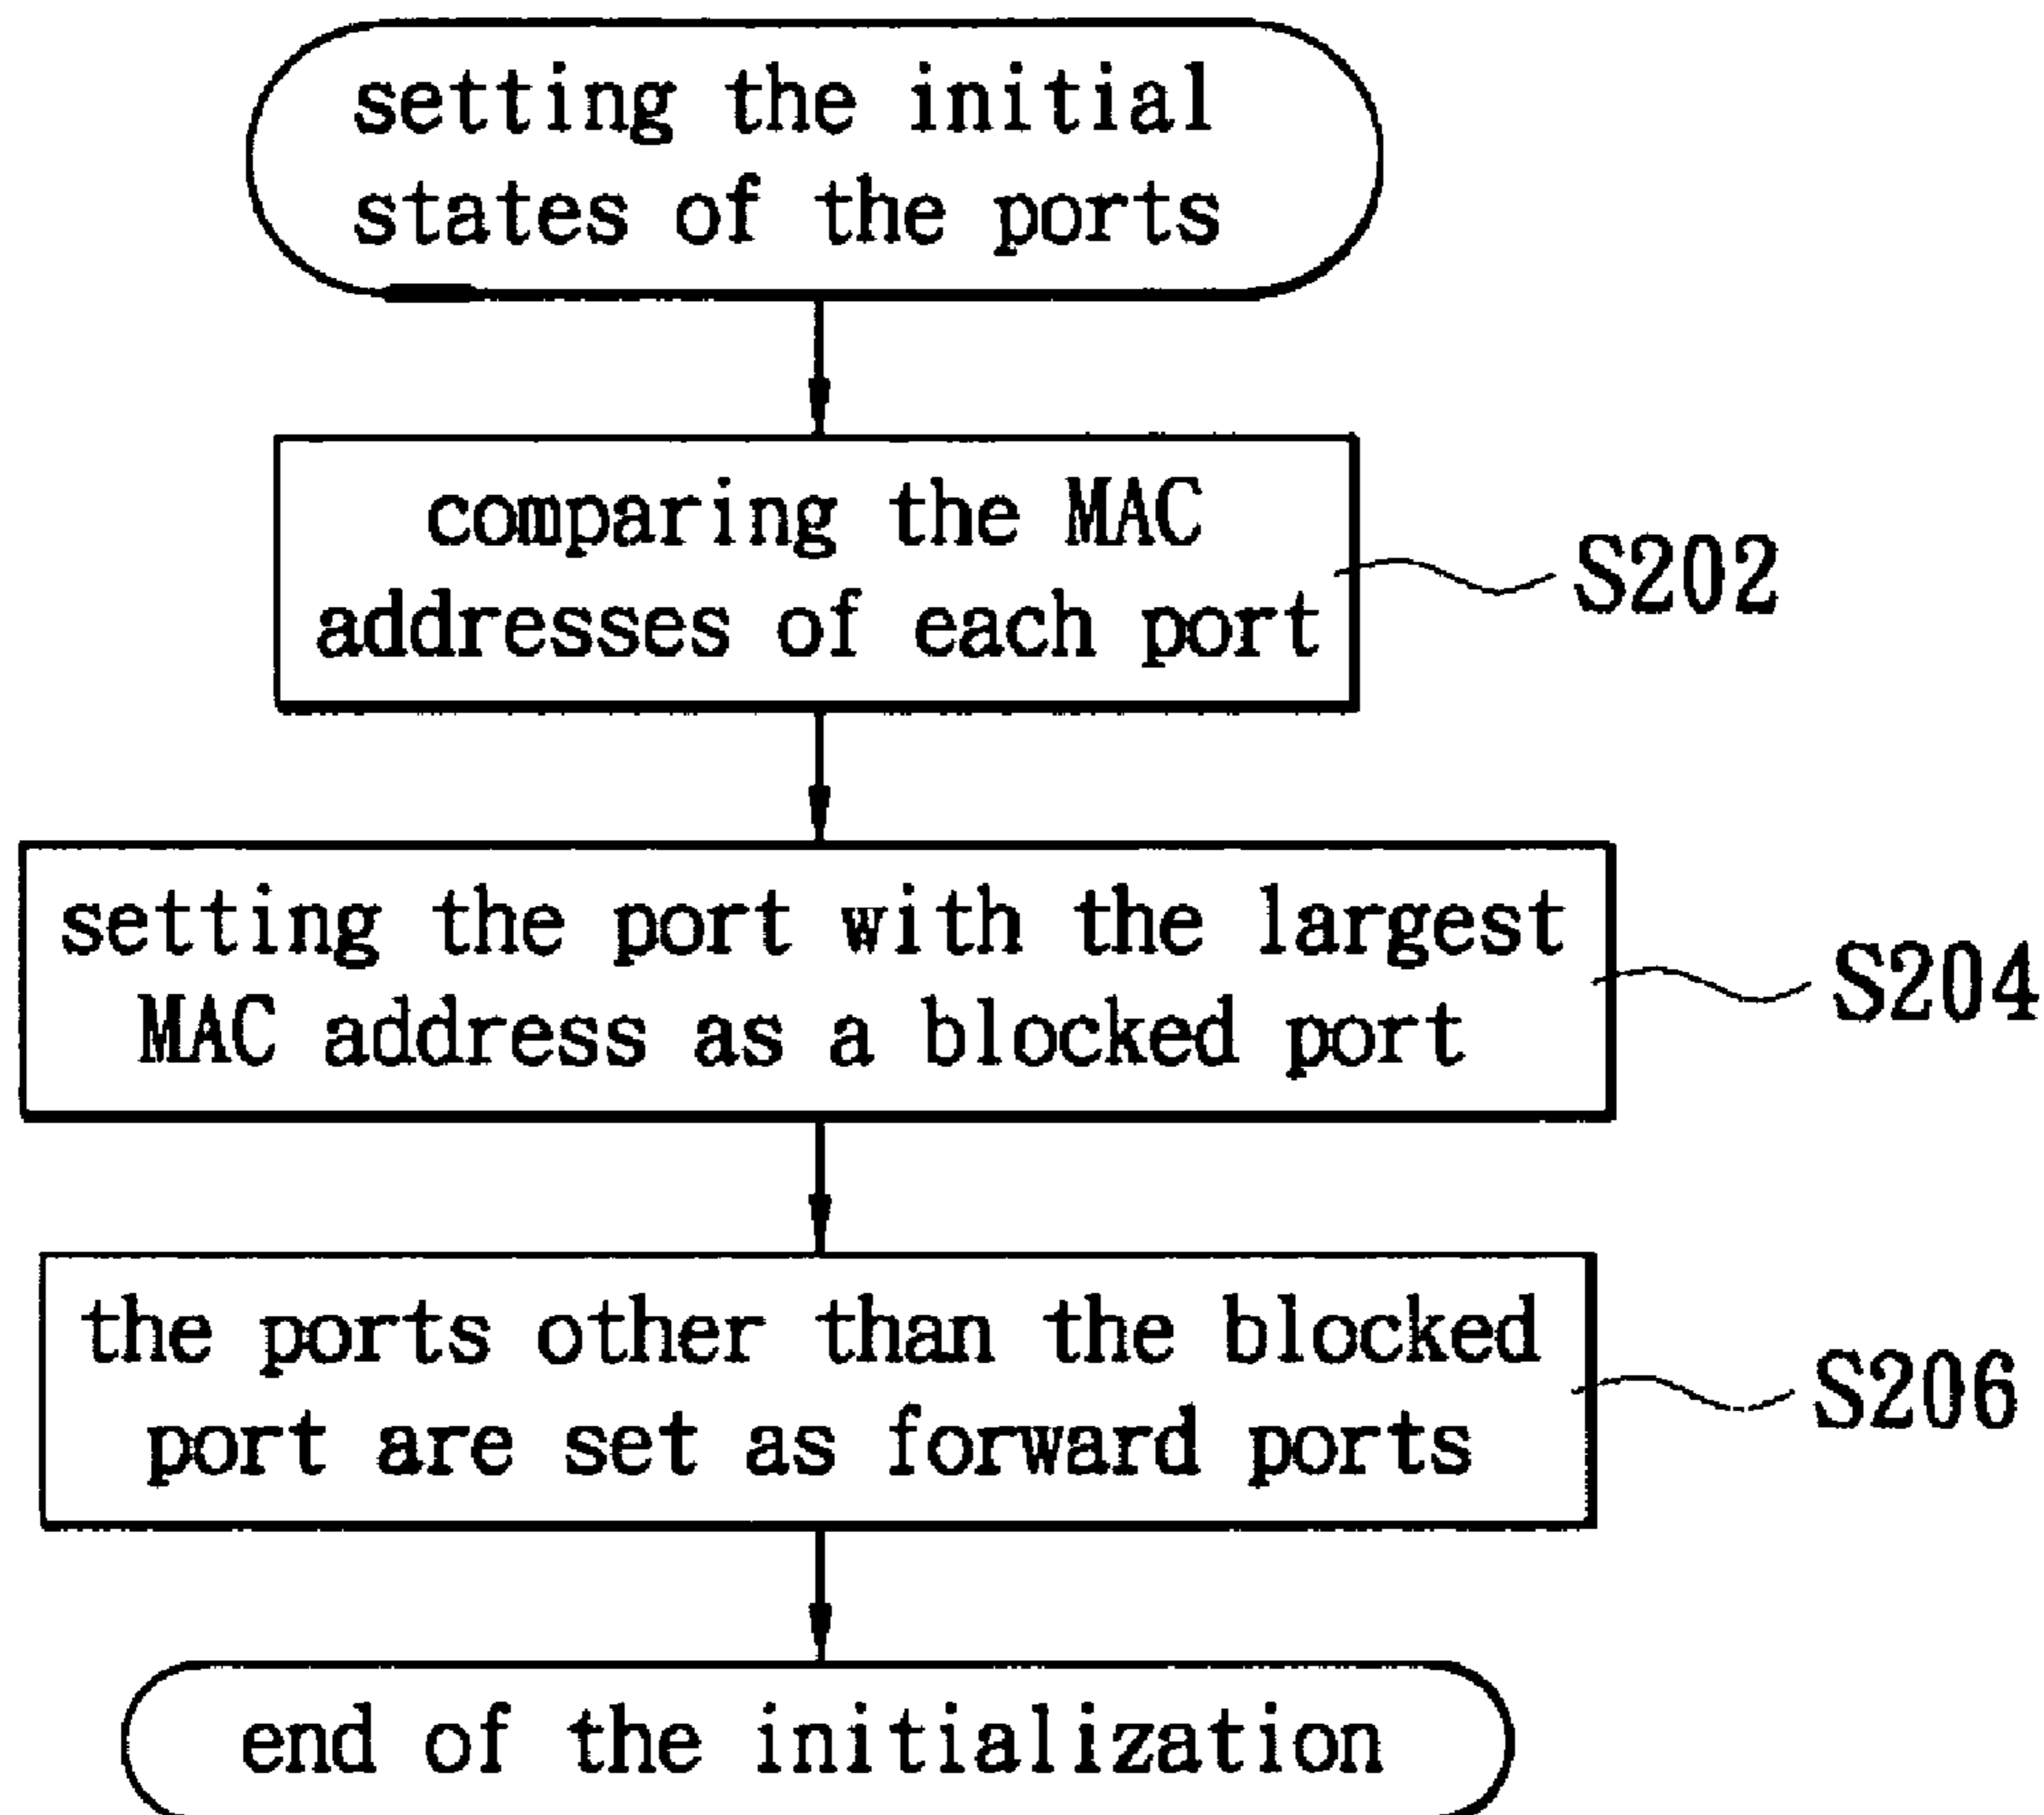 setting the initial
states of the ports
comparing the MAC
addresses of each port
S202
setting the port with the largest
MAC address as a blocked port
S204
the ports other than the blocked
port are set as forward ports
S206
end of the initialization